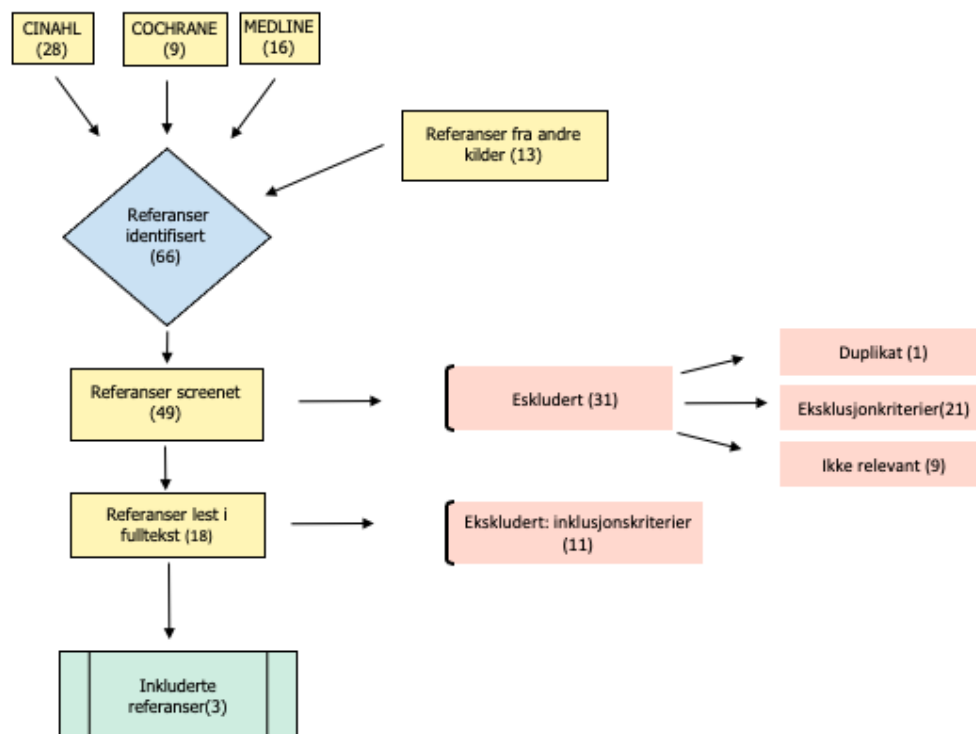 CINAHL
(28)
COCHRANE
(9)
MEDLINE
(16)
Referanser fra andre
kilder (13)
Referanser
identifisert
(66)
Referanser screenet
(49)
Eskludert (31)
Duplikat (1)
Eksklusjonkriterier(21)
Ikke relevant (9)
Referanser lest i
fulltekst (18)
Ekskludert: inklusjonskriterier
(11)
Inkluderte
referanser(3)